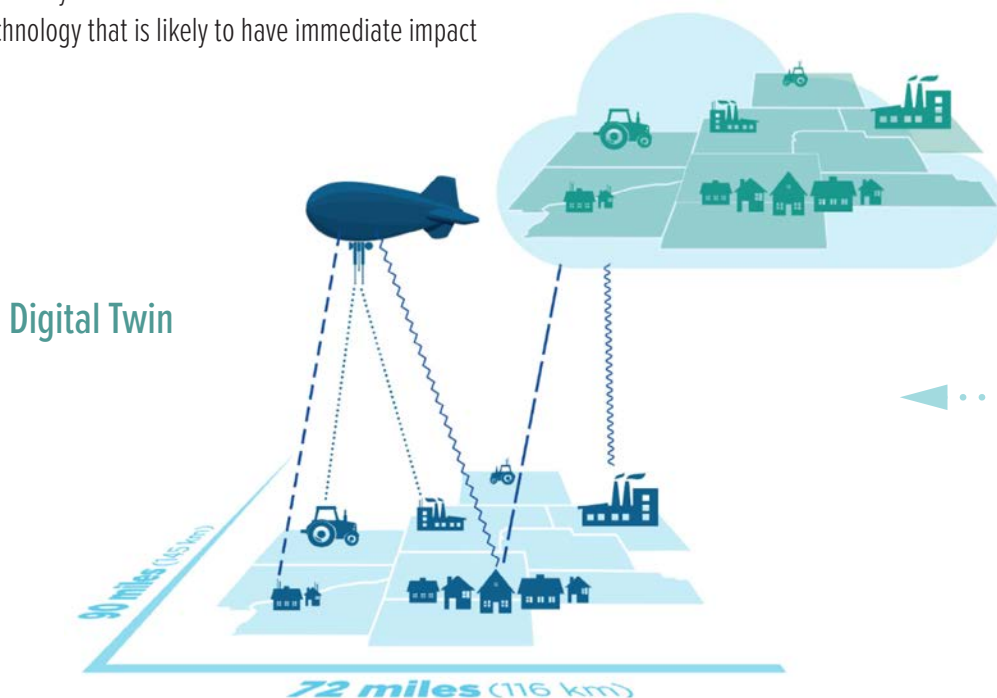 chnology that is likely to have immediate impact
Digital Twin
90 miles (145 km)
72 miles (116 km)